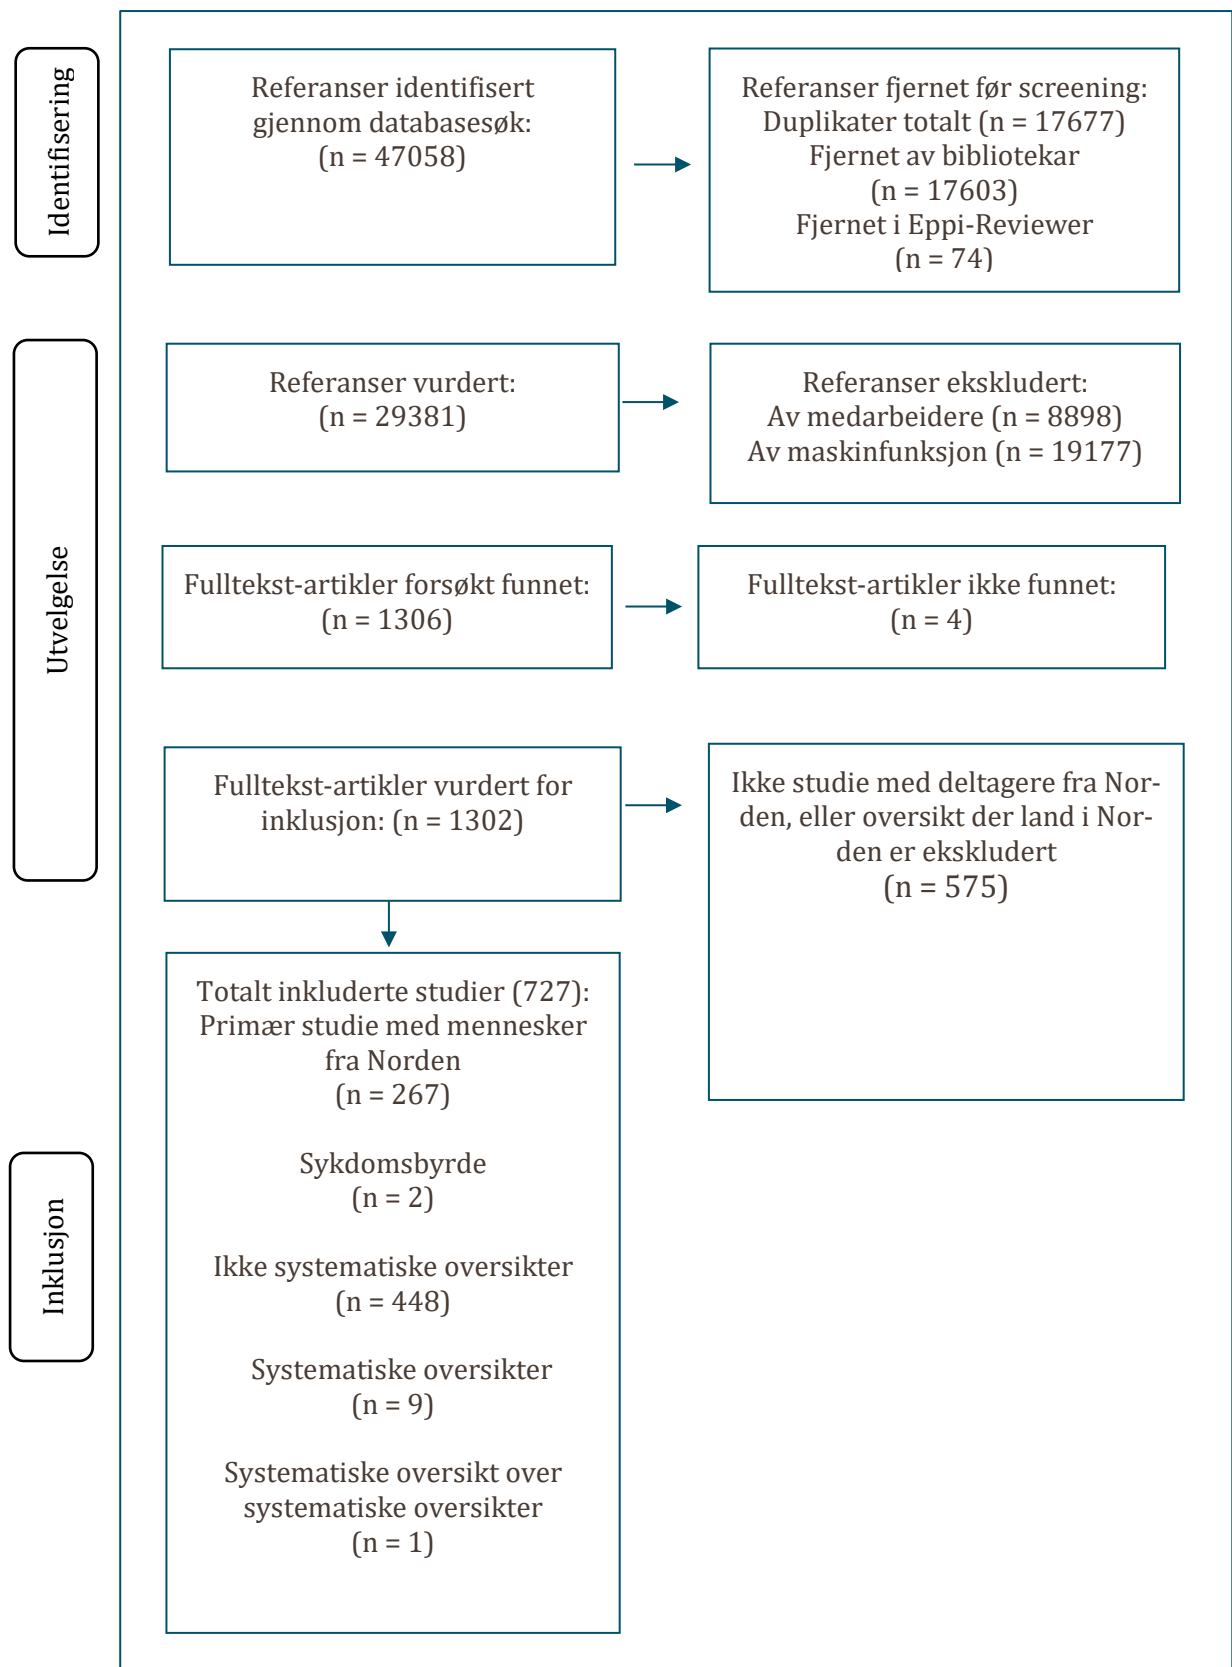 Identifisering
Referanser identifisert
gjennom databasesøk:
(n = 47058)
Referanser fjernet før screening:
Duplikater totalt (n = 17677)
Fjernet av bibliotekar
(n = 17603)
Fjernet i Eppi-Reviewer
(n = 74)
Utvelgelse
Referanser vurdert:
(n = 29381)
Referanser ekskludert:
Av medarbeidere (n = 8898)
Av maskinfunksjon (n = 19177)
Fulltekst-artikler forsøkt funnet:
(n = 1306)
Fulltekst-artikler ikke funnet:
(n = 4)
Fulltekst-artikler vurdert for
inklusjon: (n = 1302)
Ikke studie med deltagere fra Nor-
den, eller oversikt der land i Nor-
den er ekskludert
(n = 575)
Inklusjon
Totalt inkluderte studier (727):
Primær studie med mennesker
fra Norden
(n = 267)
Sykdomsbyrde
(n = 2)
Ikke systematiske oversikter
(n = 448)
Systematiske oversikter
(n = 9)
Systematiske oversikt over
systematiske oversikter
(n = 1)